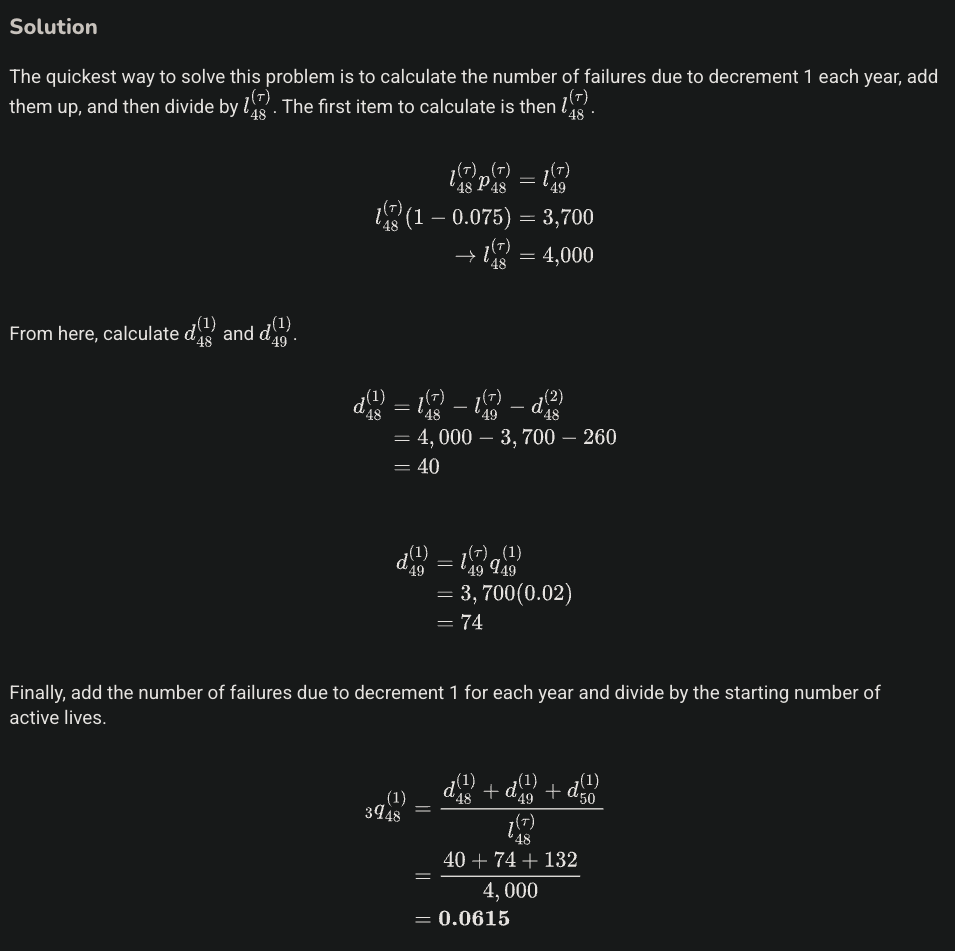 Solution
The quickest way to solve this problem is to calculate the number of failures due to decrement 1 each year, add
them up, and then divide by $l_{48}^{(\tau)}$. The first item to calculate is then $l_{48}^{(\tau)}$.
$l_{48}^{(\tau)} p_{48}^{(\tau)} = l_{49}^{(\tau)}$
$l_{48}^{(\tau)} (1 - 0.075) = 3{,}700$
$\rightarrow l_{48}^{(\tau)} = 4{,}000$
From here, calculate $d_{48}^{(1)}$ and $d_{49}^{(1)}$.
$d_{48}^{(1)} = l_{48}^{(\tau)} - l_{49}^{(\tau)} - d_{48}^{(2)}$
$= 4,000 - 3,700 - 260$
$= 40$
$d_{49}^{(1)} = l_{49}^{(\tau)} q_{49}^{(1)}$
$= 3,700(0.02)$
$= 74$
Finally, add the number of failures due to decrement 1 for each year and divide by the starting number of
active lives.
${}_{3}q_{48}^{(1)} = \frac{d_{48}^{(1)} + d_{49}^{(1)} + d_{50}^{(1)}}{l_{48}^{(\tau)}}$
$= \frac{40 + 74 + 132}{4,000}$
$= \mathbf{0.0615}$